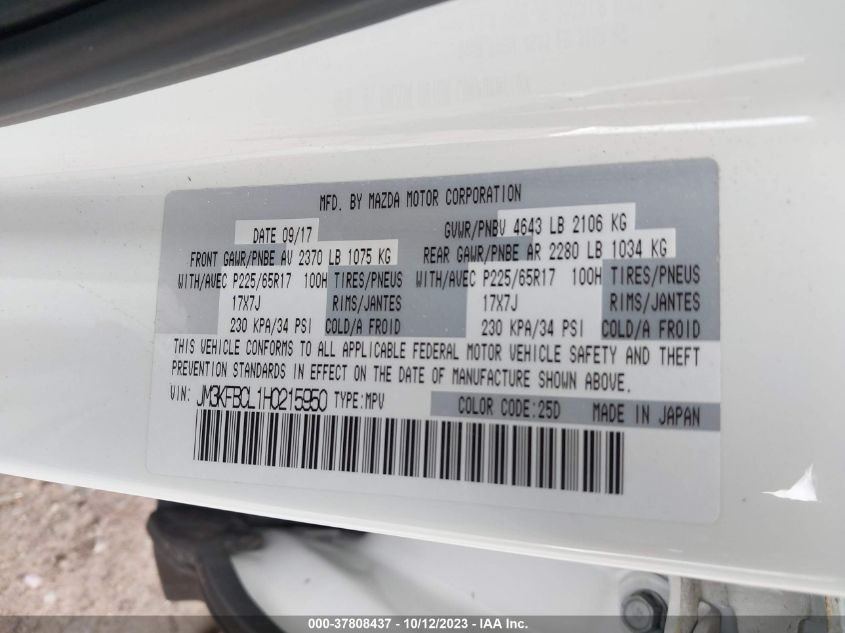 MFD. BY MAZDA MOTOR CORPORATION
DATE 09/17 GVWR/PNBV 4643 LB 2106 KG
FRONT GAWR/PNBE AV 2370 LB 1075 KG REAR GAWR/PNBE AR 2280 LB 1034 KG
WITH/AVEC P225/65R17 100H TIRES/PNEUS WITH/AVEC P225/65R17 100H TIRES/PNEUS
17X7J RIMS/JANTES 17X7J RIMS/JANTES
230 KPA/34 PSI COLD/A FROID 230 KPA/34 PSI COLD/A FROID
THIS VEHICLE CONFORMS TO ALL APPLICABLE FEDERAL MOTOR VEHICLE SAFETY AND THEFT
PREVENTION STANDARDS IN EFFECT ON THE DATE OF MANUFACTURE SHOWN ABOVE.
VIN: JM3KFBCL1H0215950 TYPE:MPV COLOR CODE:25D MADE IN JAPAN
000-37808437 - 10/12/2023 - IAA Inc.